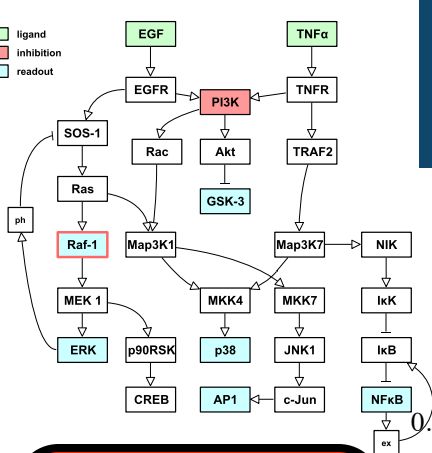 ligand
inhibition
readout
EGF
TNFα
EGFR
PI3K
TNFR
SOS-1
Rac
Akt
TRAF2
Ras
GSK-3
ph
Raf-1
Map3K1
Map3K7
NIK
MEK 1
MKK4
MKK7
IκK
ERK
p90RSK
p38
JNK1
IκB
CREB
AP1
c-Jun
NFκB
0.
ex